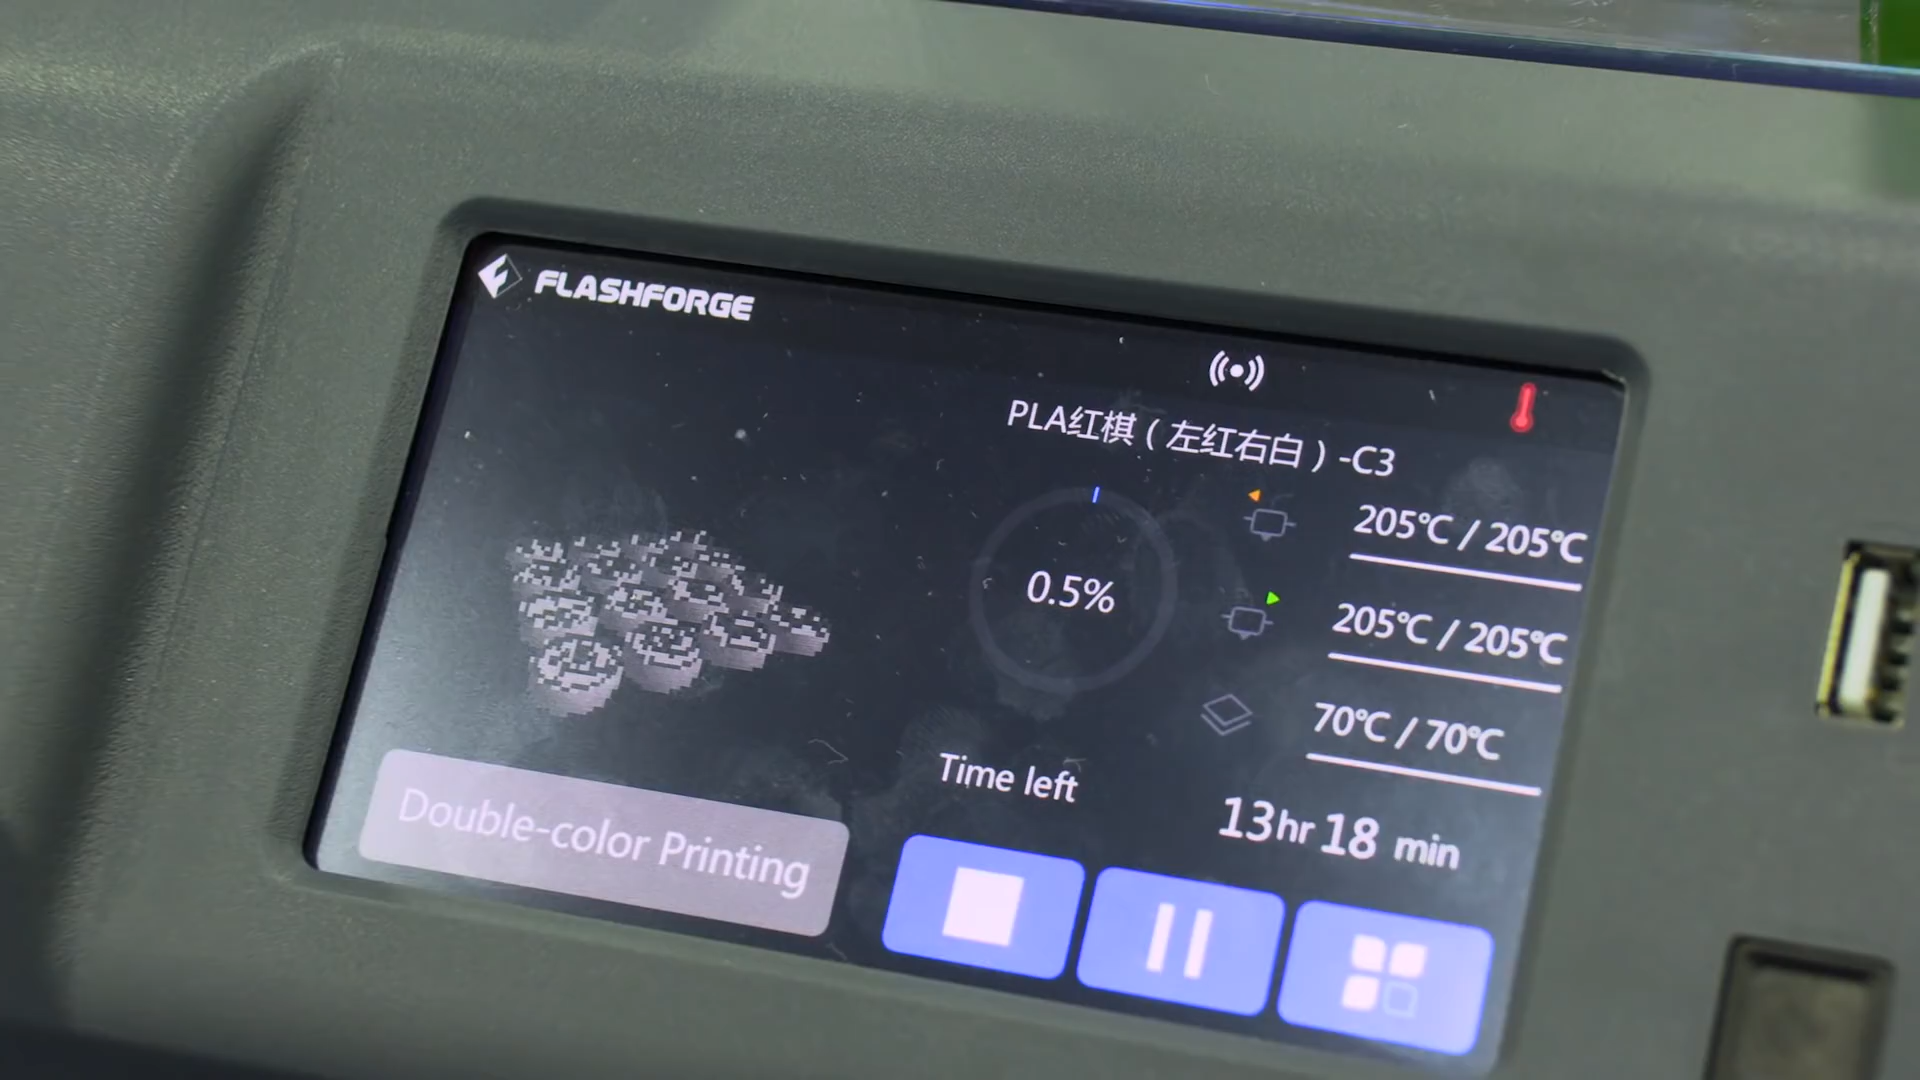 FLASHFORGE
PLA红棋（左红右白）-C3
205℃ / 205℃
0.5%
205℃ / 205℃
70℃ / 70℃
Time left
13hr 18 min
Double-color Printing